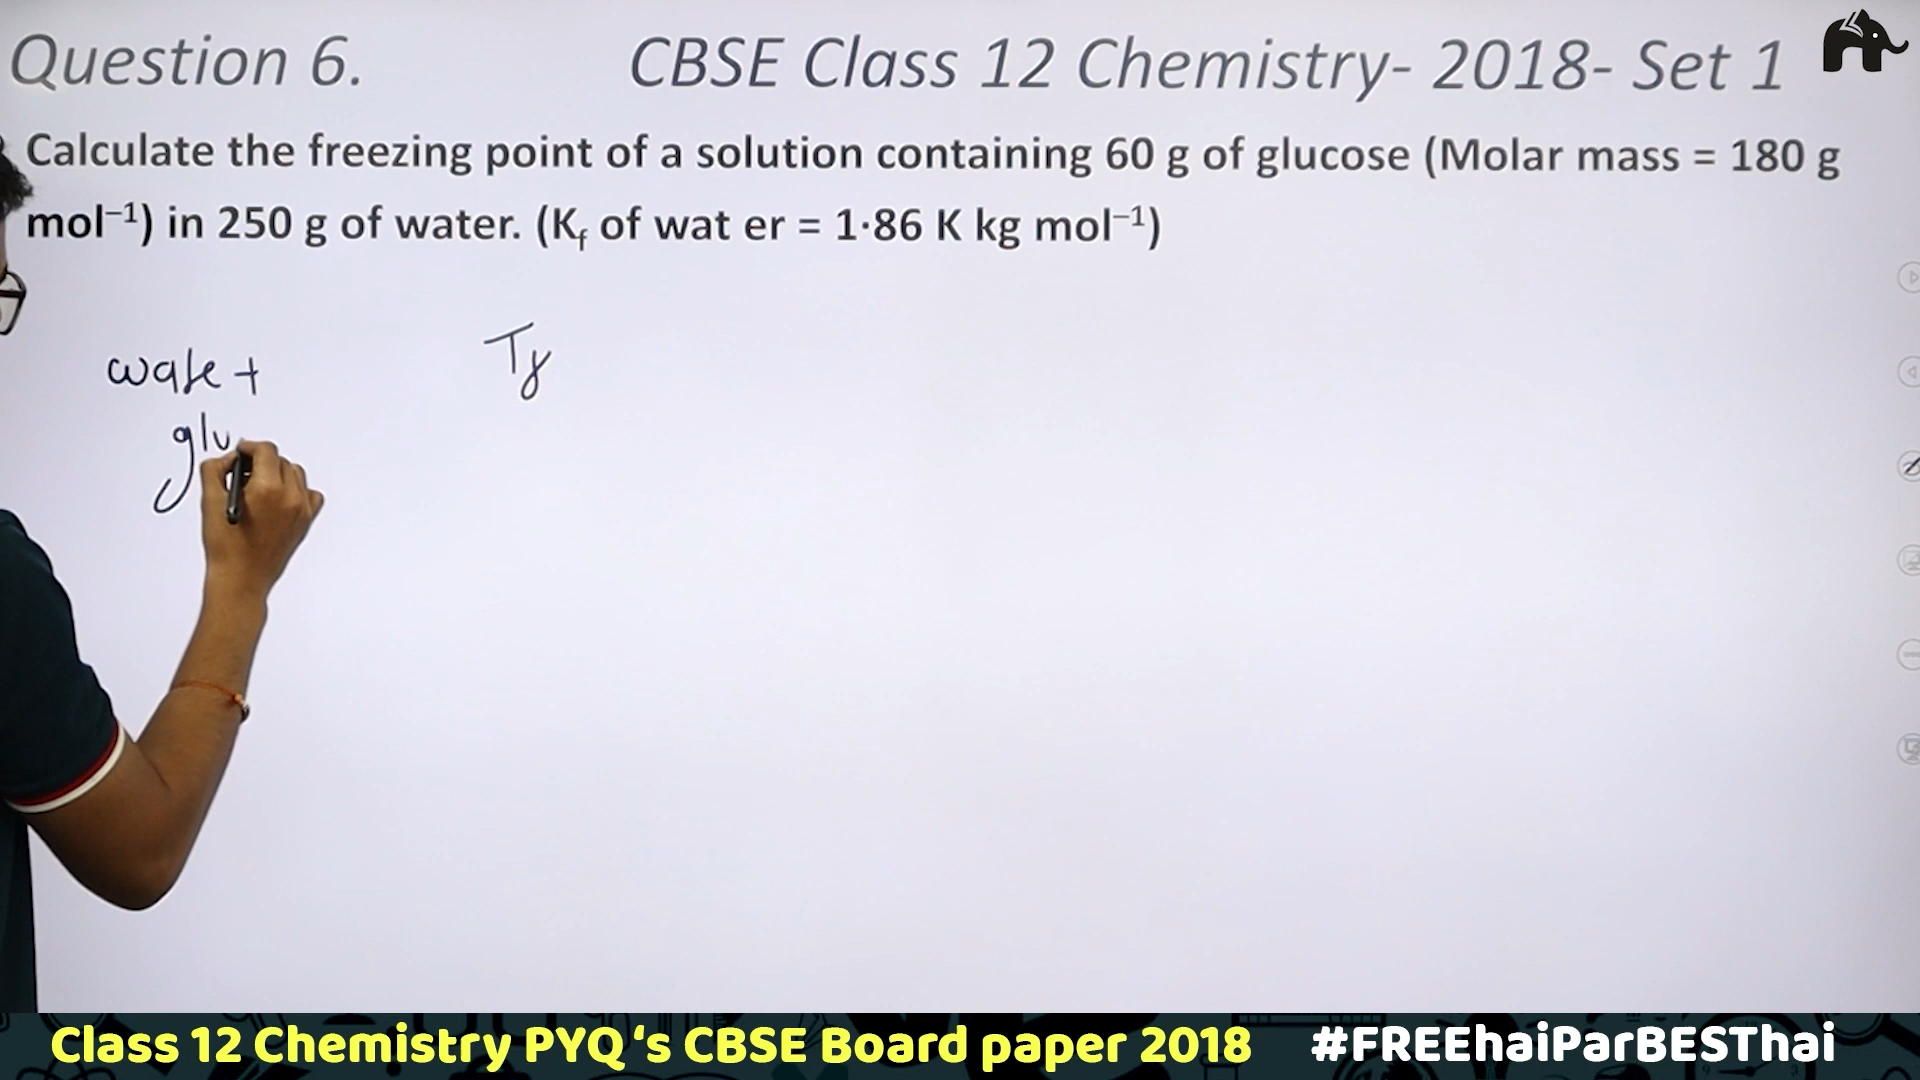 Question 6.
CBSE Class 12 Chemistry- 2018- Set 1
Calculate the freezing point of a solution containing 60 g of glucose (Molar mass = 180 g
mol⁻¹) in 250 g of water. (Kf of wat er = 1·86 K kg mol⁻¹)
wate +
Tf
glu
Class 12 Chemistry PYQ‘s CBSE Board paper 2018
#FREEhaiParBESThai